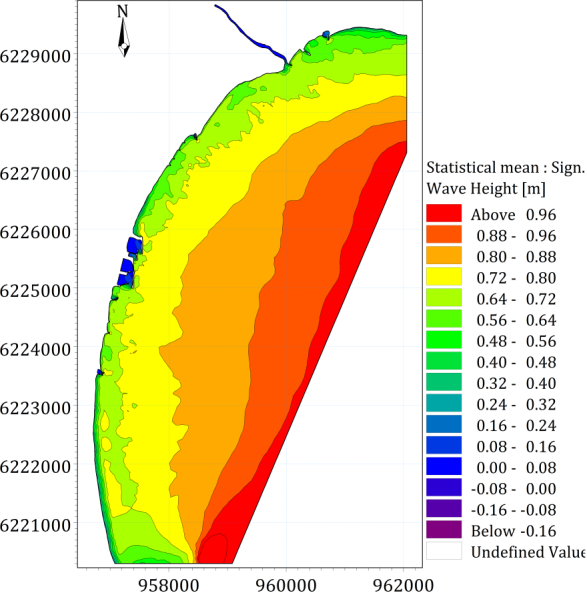 N
6229000
6228000
6227000
6226000
6225000
6224000
6223000
6222000
6221000
958000 960000 962000
Statistical mean : Sign.
Wave Height [m]
Above 0.96
0.88 - 0.96
0.80 - 0.88
0.72 - 0.80
0.64 - 0.72
0.56 - 0.64
0.48 - 0.56
0.40 - 0.48
0.32 - 0.40
0.24 - 0.32
0.16 - 0.24
0.08 - 0.16
0.00 - 0.08
-0.08 - 0.00
-0.16 - -0.08
Below -0.16
Undefined Value